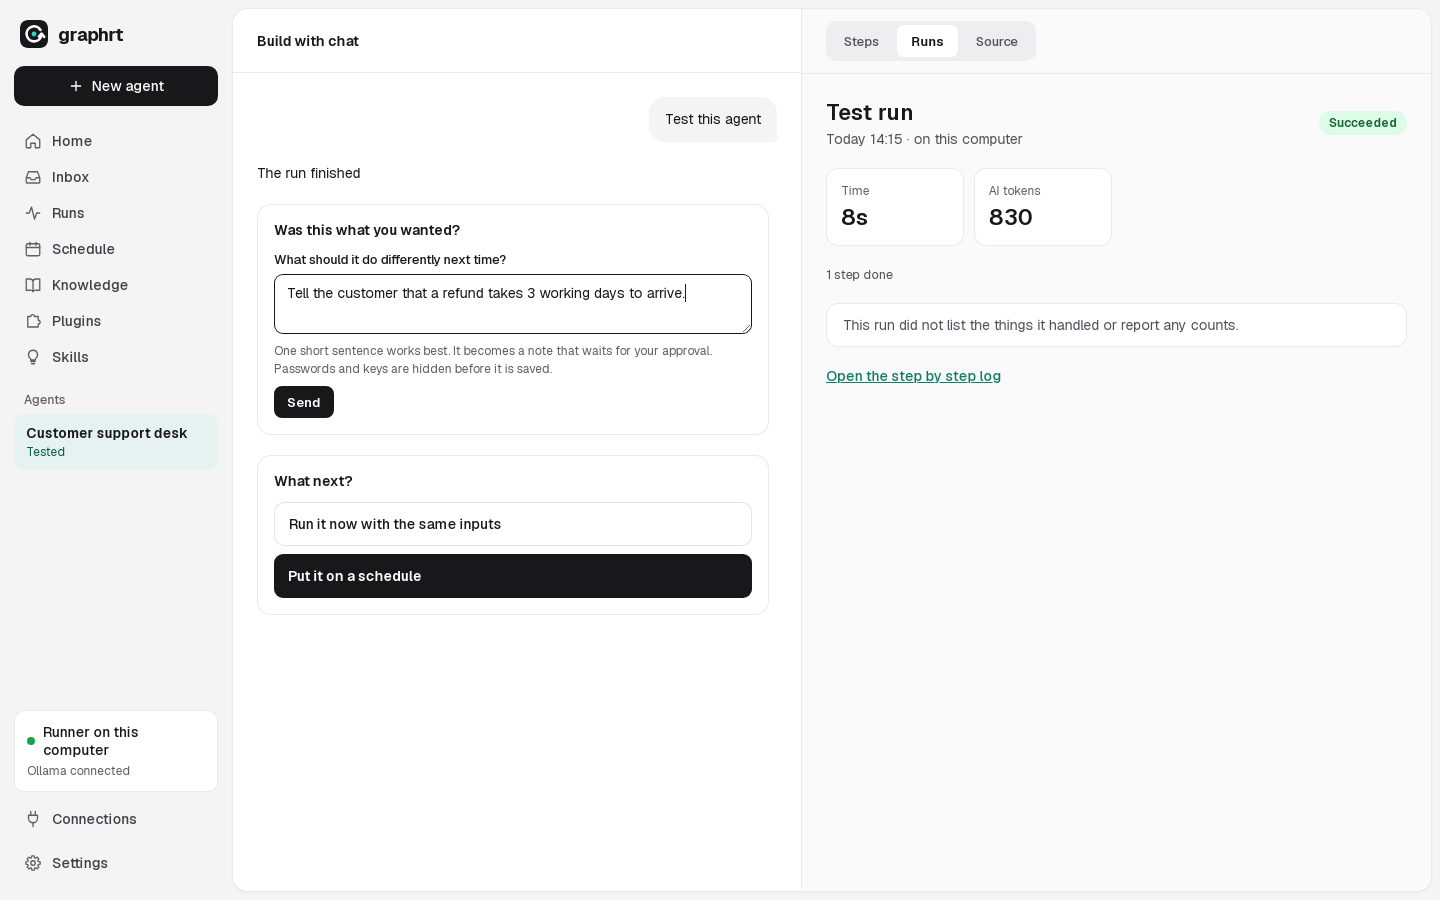 graphrt
New agent
Home
Inbox
Runs
Schedule
Knowledge
Plugins
Skills
Agents
Customer support desk
Tested
Runner on this
computer
Ollama connected
Connections
Settings
Build with chat
Test this agent
The run finished
Was this what you wanted?
What should it do differently next time?
Tell the customer that a refund takes 3 working days to arrive.
One short sentence works best. It becomes a note that waits for your approval.
Passwords and keys are hidden before it is saved.
Send
What next?
Run it now with the same inputs
Put it on a schedule
Steps
Runs
Source
Test run
Succeeded
Today 14:15 · on this computer
Time
8s
AI tokens
830
1 step done
This run did not list the things it handled or report any counts.
Open the step by step log